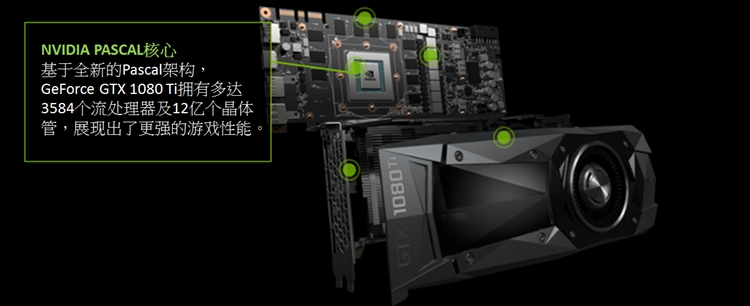 NVIDIA PASCAL核心
基于全新的Pascal架构，
GeForce GTX 1080 Ti拥有多达
3584个流处理器及12亿个晶体
管，展现出了更强的游戏性能。
GTX 1080 Ti